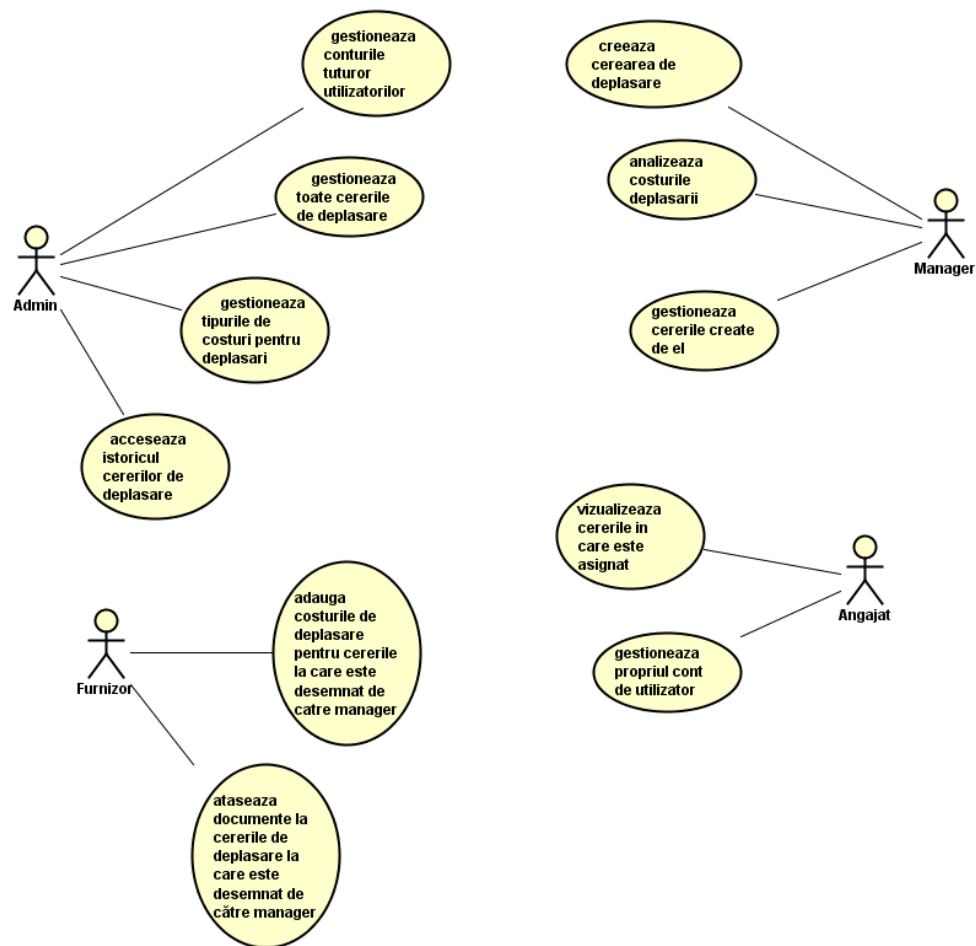 gestioneaza
conturile
tuturor
utilizatorilor
gestioneaza
toate cererile
de deplasare
Admin
gestioneaza
tipurile de
costuri pentru
deplasari
acceseaza
istoricul
cererilor de
deplasare
creeaza
cerearea de
deplasare
analizeaza
costurile
deplasarii
Manager
gestioneaza
cererile create
de el
vizualizeaza
cererile in
care este
asignat
Angajat
gestioneaza
propriul cont
de utilizator
adauga
costurile de
deplasare
pentru cererile
la care este
desemnat de
catre manager
Furnizor
ataseaza
documente la
cererile de
deplasare la
care este
desemnat de
către manager